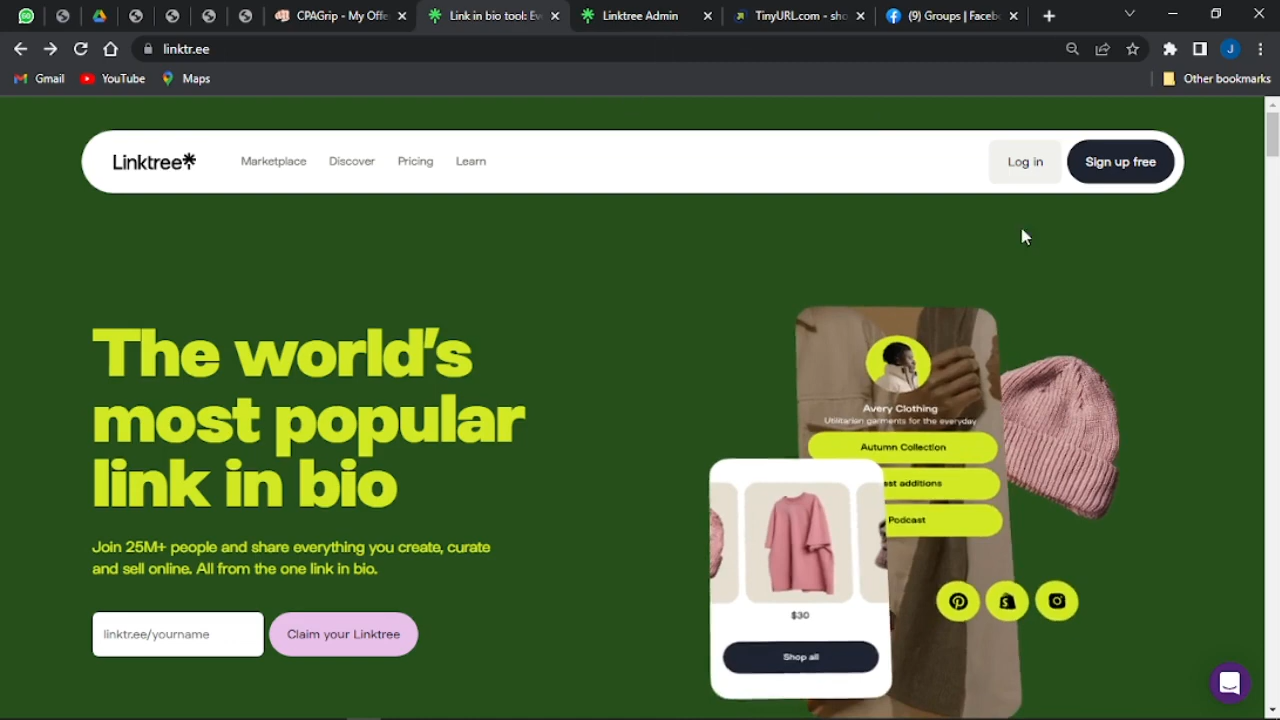 CPAGrip - My Offe
Link in bio tool: Ev
Linktree Admin
TinyURL.com - sho
(9) Groups | Faceb
linktr.ee
J
Gmail
YouTube
Maps
Other bookmarks
Linktree
Marketplace
Discover
Pricing
Learn
Log in
Sign up free
The world's
most popular
link in bio
Join 25M+ people and share everything you create, curate
and sell online. All from the one link in bio.
linktr.ee/yourname
Claim your Linktree
Avery Clothing
Utilitarian garments for the everyday
Autumn Collection
est additions
Podcast
$30
Shop all